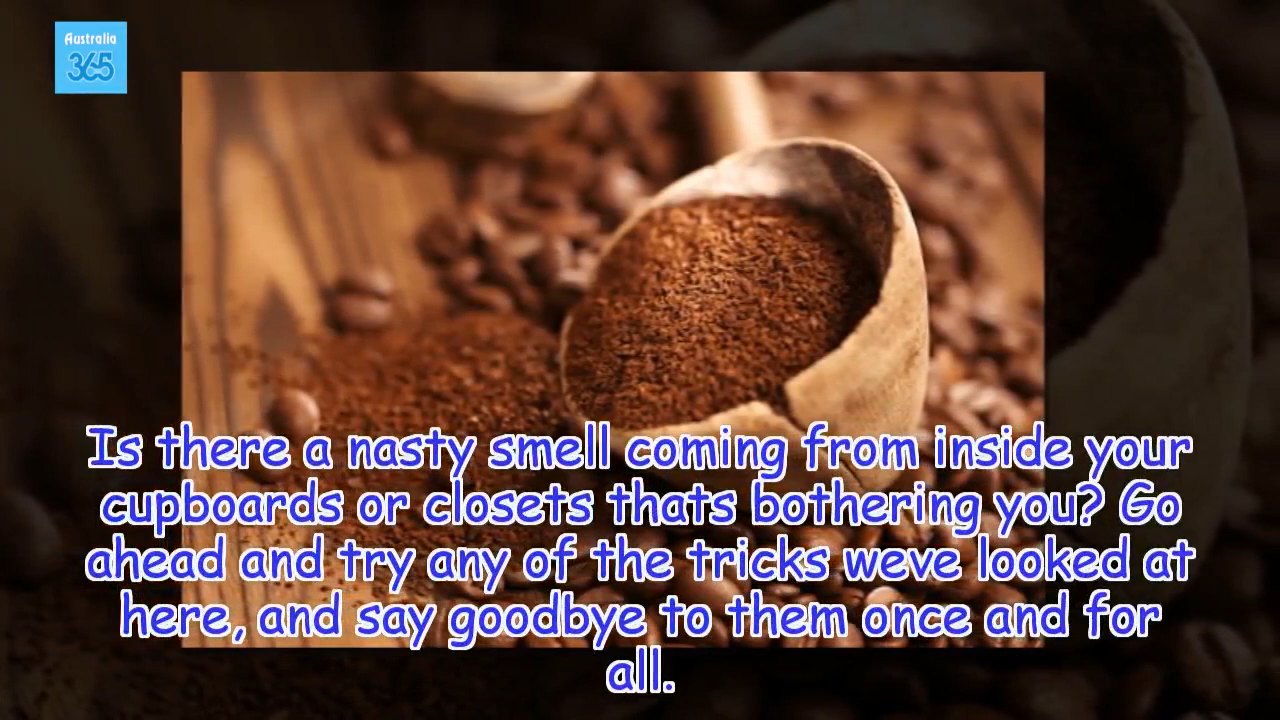 Australia
365
Is there a nasty smell coming from inside your
cupboards or closets thats bothering you? Go
ahead and try any of the tricks weve looked at
here, and say goodbye to them once and for
all.